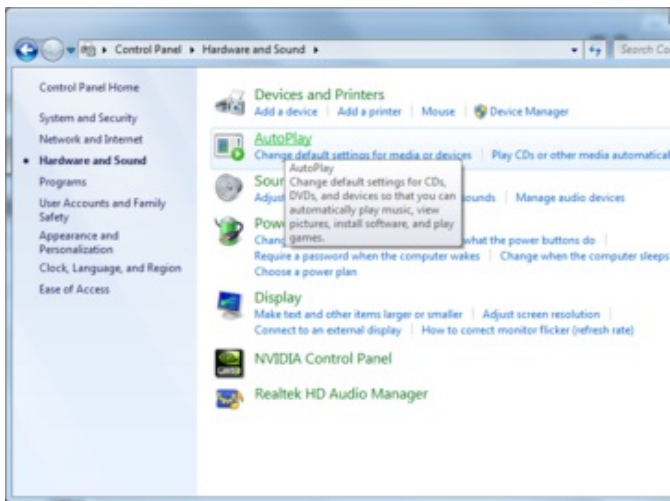 Control Panel ▸ Hardware and Sound ▸
Search Co
Control Panel Home
System and Security
Network and Internet
Hardware and Sound
Programs
User Accounts and Family
Safety
Appearance and
Personalization
Clock, Language, and Region
Ease of Access
Devices and Printers
Add a device | Add a printer | Mouse | Device Manager
AutoPlay
Change default settings for media or devices | Play CDs or other media automatical
AutoPlay
Change default settings for CDs,
DVDs, and devices so that you can
automatically play music, view
pictures, install software, and play
games.
Soun
Adjus
ounds | Manage audio devices
Pow
Chang
what the power buttons do
Require a password when the computer wakes | Change when the computer sleeps
Choose a power plan
Display
Make text and other items larger or smaller | Adjust screen resolution
Connect to an external display | How to correct monitor flicker (refresh rate)
NVIDIA Control Panel
Realtek HD Audio Manager